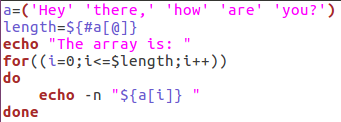 a=('Hey' 'there,' 'how' 'are' 'you?')
length=${#a[@]}
echo "The array is: "
for((i=0;i<=$length;i++))
do
    echo -n "${a[i]} "
done